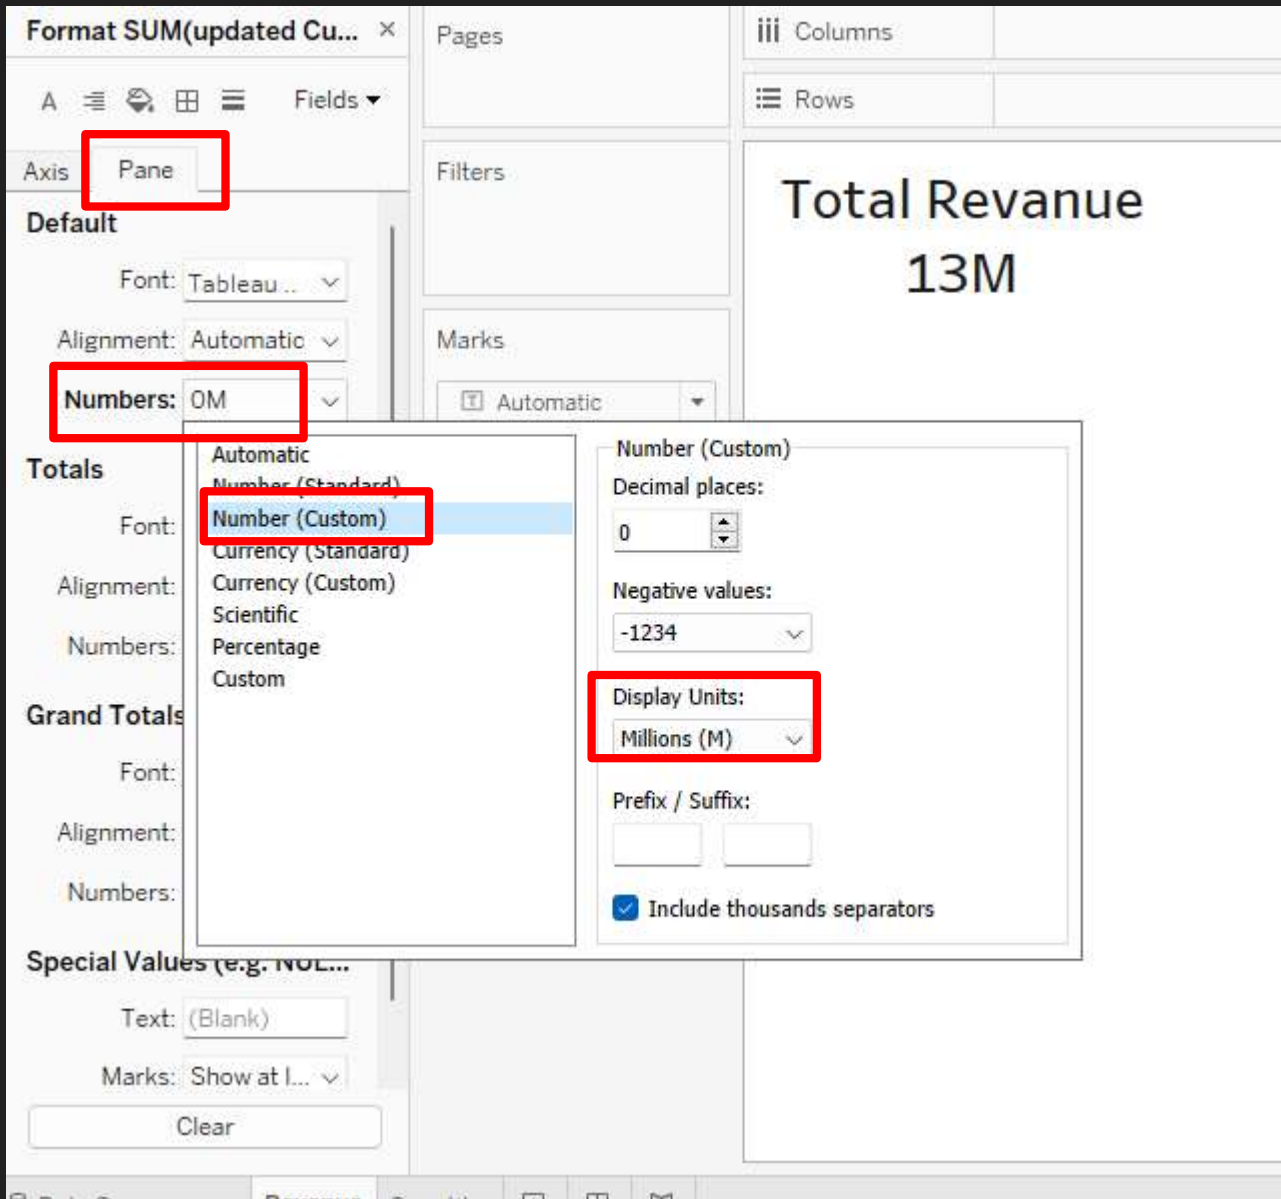 Format SUM(updated Cu... ×
A Fields
Axis Pane
Default
Font: Tableau ..
Alignment: Automatic
Numbers: 0M
Totals
Font:
Alignment:
Numbers:
Grand Totals
Font:
Alignment:
Numbers:
Special Values (e.g. NUL...
Text: (Blank)
Marks: Show at l...
Clear
Pages
Filters
Marks
T Automatic
Columns
Rows
Total Revanue
13M
Automatic
Number (Standard)
Number (Custom)
Currency (Standard)
Currency (Custom)
Scientific
Percentage
Custom
Number (Custom)
Decimal places:
0
Negative values:
-1234
Display Units:
Millions (M)
Prefix / Suffix:
Include thousands separators